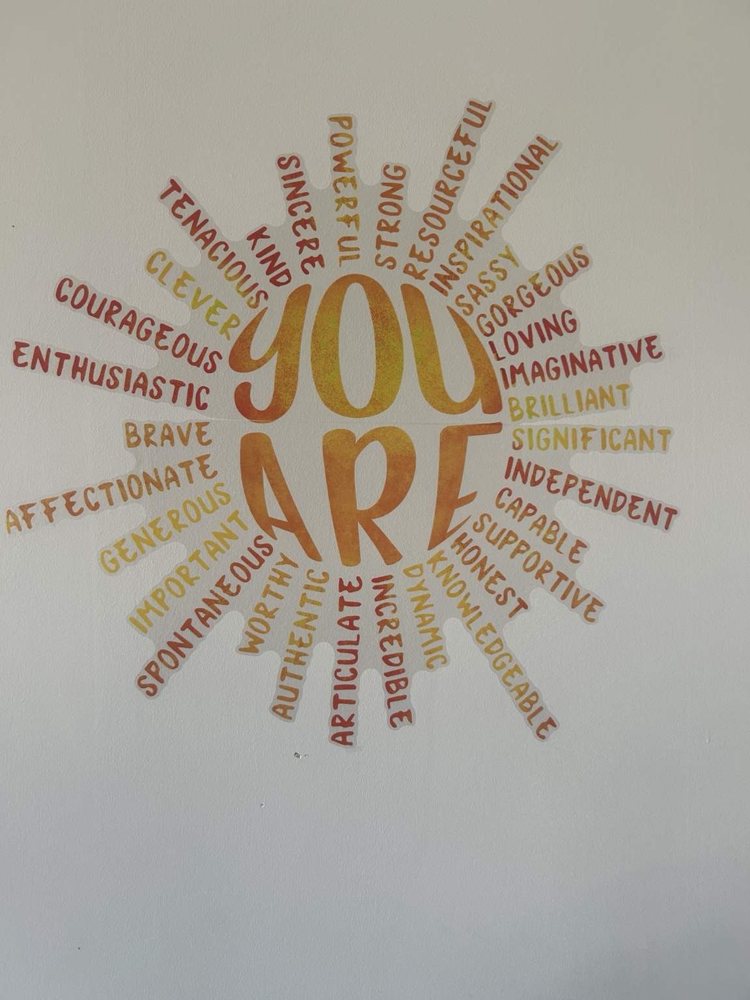 YOU
ARE
POWERFUL
STRONG
RESOURCEFUL
INSPIRATIONAL
SASSY
GORGEOUS
LOVING
IMAGINATIVE
BRILLIANT
SIGNIFICANT
INDEPENDENT
CAPABLE
SUPPORTIVE
HONEST
KNOWLEDGEABLE
DYNAMIC
INCREDIBLE
ARTICULATE
AUTHENTIC
WORTHY
SPONTANEOUS
IMPORTANT
GENEROUS
AFFECTIONATE
BRAVE
ENTHUSIASTIC
COURAGEOUS
CLEVER
TENACIOUS
KIND
SINCERE